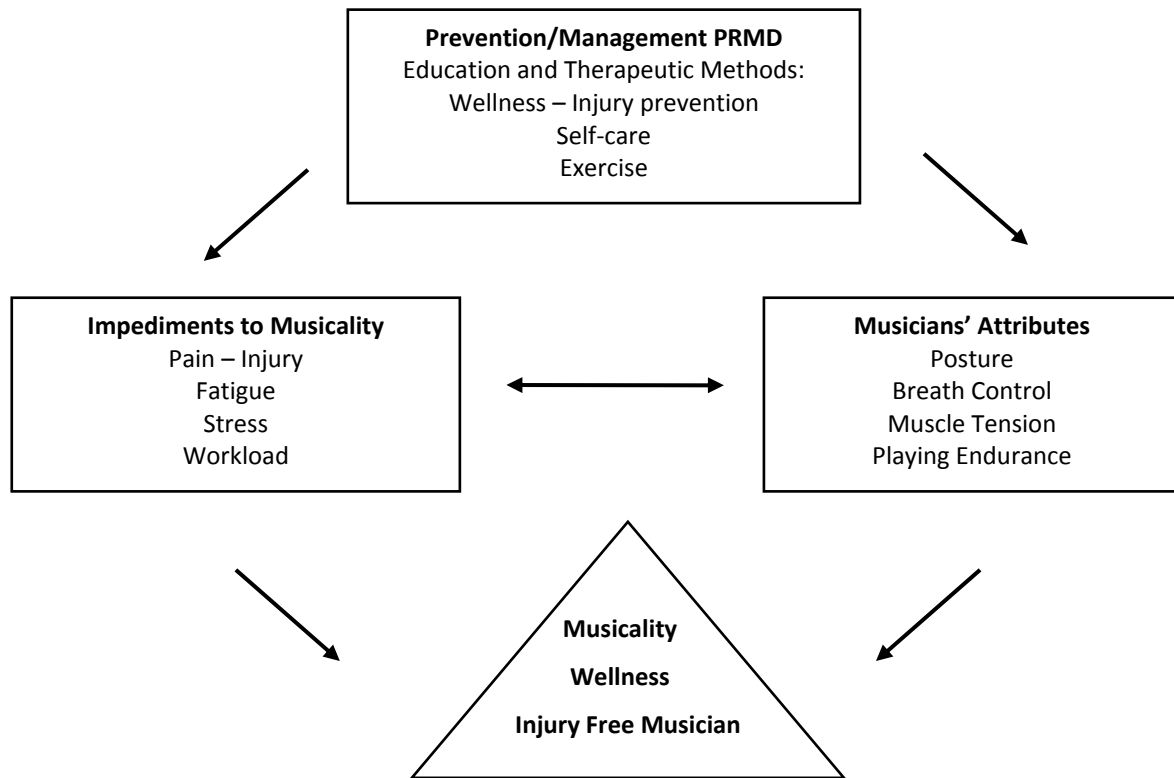 Prevention/Management PRMD
Education and Therapeutic Methods:
Wellness – Injury prevention
Self-care
Exercise
Impediments to Musicality
Pain – Injury
Fatigue
Stress
Workload
Musicians’ Attributes
Posture
Breath Control
Muscle Tension
Playing Endurance
Musicality
Wellness
Injury Free Musician